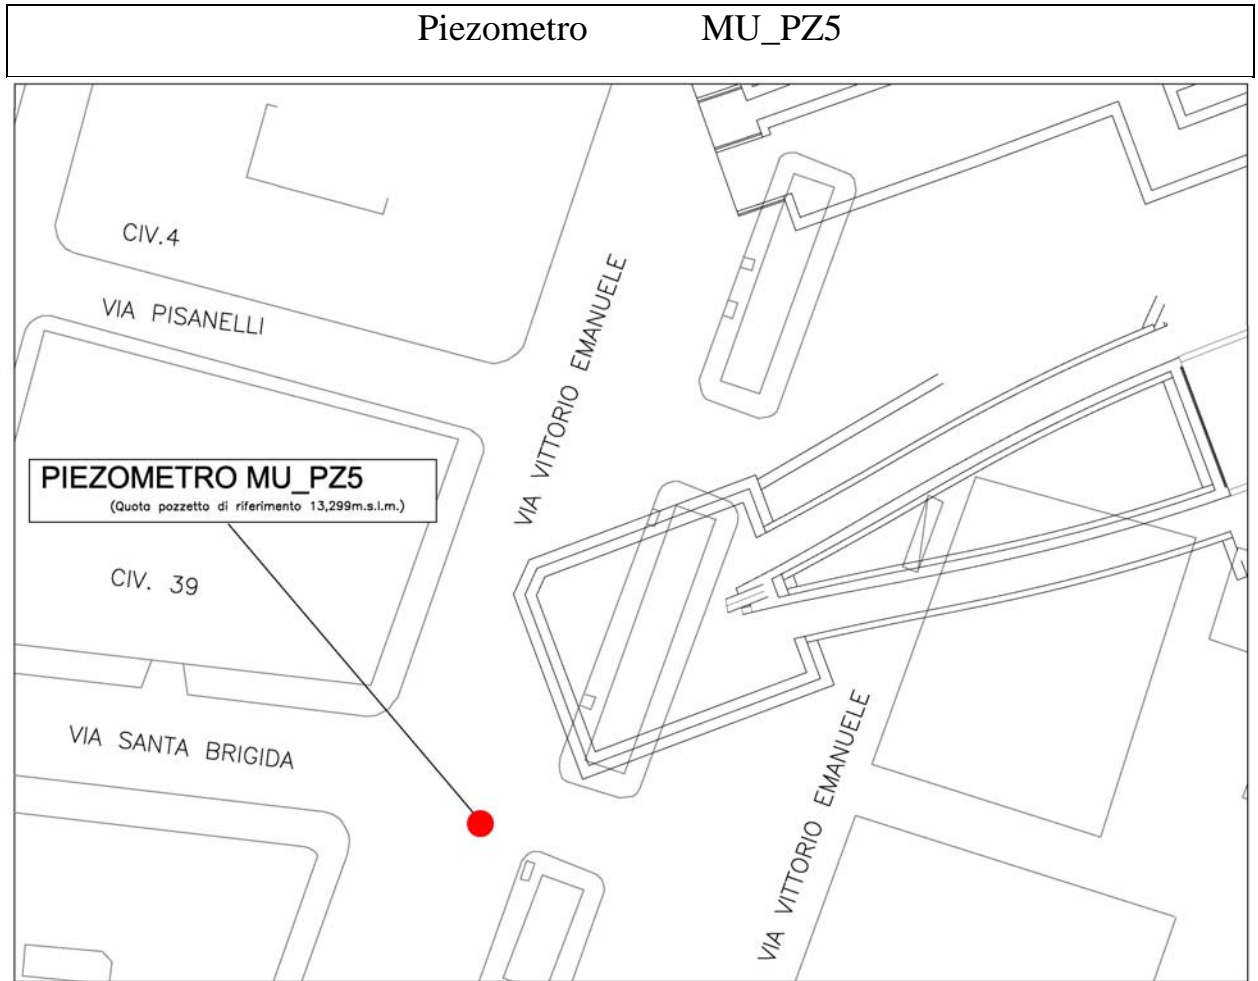 Piezometro MU_PZ5
CIV.4
VIA PISANELLI
VIA VITTORIO EMANUELE
PIEZOMETRO MU_PZ5
(Quota pozzetto di riferimento 13,299m.s.l.m.)
CIV. 39
VIA SANTA BRIGIDA
VIA VITTORIO EMANUELE